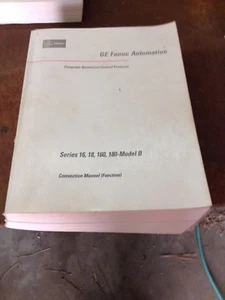 GE Fanuc Automation
Computer Numerical Control Products
Series 16, 18, 160, 180-Model B
Connection Manual (Function)